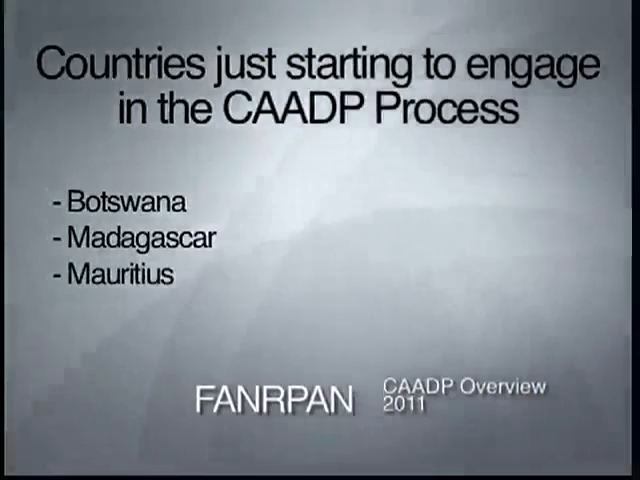 Countries just starting to engage
in the CAADP Process
- Botswana
- Madagascar
- Mauritius
FANRPAN
CAADP Overview
2011